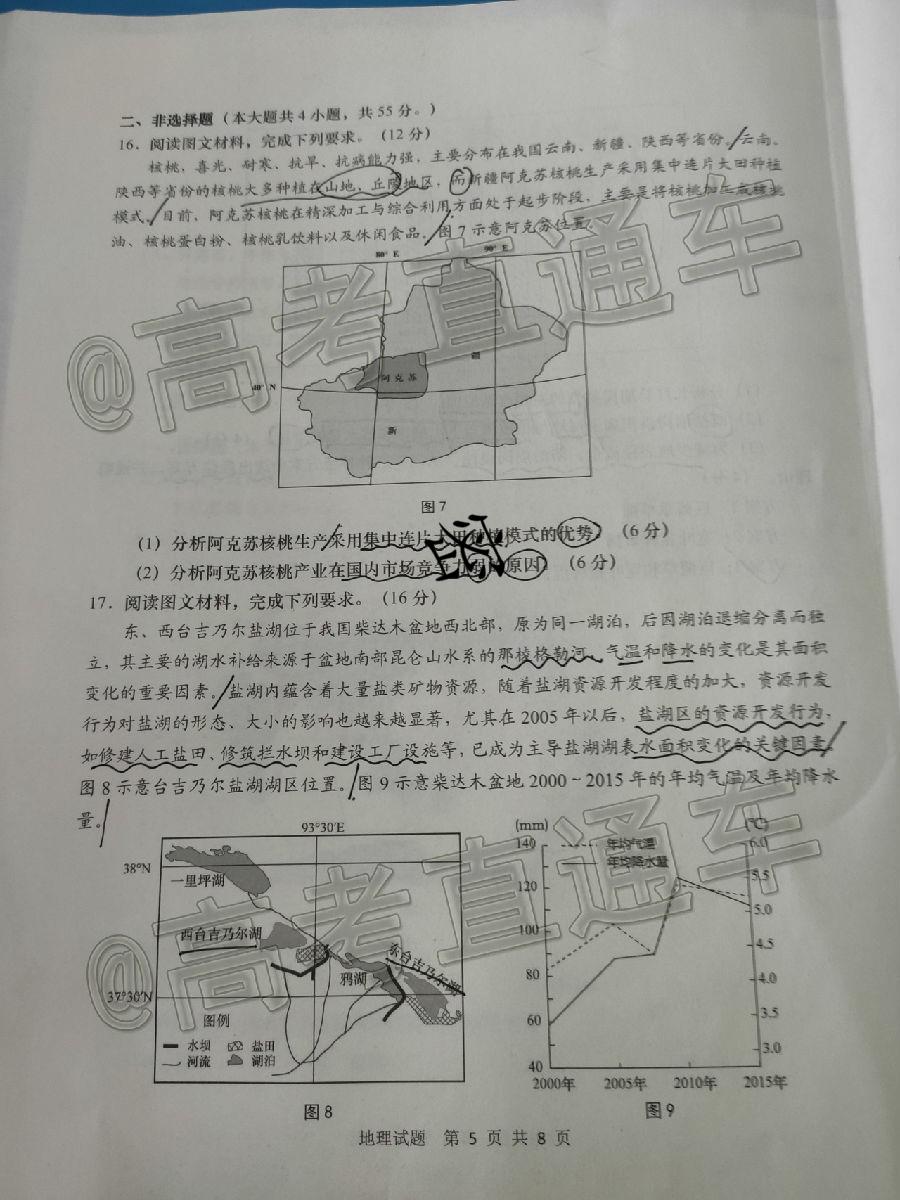 二、非选择题（本大题共4小题，共55分。）
16．阅读图文材料，完成下列要求。（12分）
核桃，喜光、耐寒、抗旱、抗病能力强，主要分布在我国云南、新疆、陕西等省份。云南、
陕西等省份的核桃大多种植在山地、丘陵地区，而新疆阿克苏核桃生产采用集中连片大田种植
模式。目前，阿克苏核桃在精深加工与综合利用方面处于起步阶段，主要是将核桃加工成核桃
油、核桃蛋白粉、核桃乳饮料以及休闲食品。图7示意阿克苏位置。
80° E
90° E
40° N
阿克苏
疆
新
图7
（1）分析阿克苏核桃生产采用集中连片大田种植模式的优势。（6分）
（2）分析阿克苏核桃产业在国内市场竞争力弱的原因。（6分）
17．阅读图文材料，完成下列要求。（16分）
东、西台吉乃尔盐湖位于我国柴达木盆地西北部，原为同一湖泊，后因湖泊退缩分离而独
立，其主要的湖水补给来源于盆地南部昆仑山水系的那棱格勒河，气温和降水的变化是其面积
变化的重要因素。盐湖内蕴含着大量盐类矿物资源，随着盐湖资源开发程度的加大，资源开发
行为对盐湖的形态、大小的影响也越来越显著，尤其在2005年以后，盐湖区的资源开发行为，
如修建人工盐田、修筑拦水坝和建设工厂设施等，已成为主导盐湖湖表水面积变化的关键因素。
图8示意台吉乃尔盐湖湖区位置。图9示意柴达木盆地2000~2015年的年均气温及年均降水
量。
93°30′E
38°N
一里坪湖
西台吉乃尔湖
东台吉乃尔湖
鸦湖
37°30′N
图例
水坝 盐田
河流 湖泊
图8
(mm) (℃)
140 年均气温 6.0
年均降水量
120 5.5
5.0
100
4.5
80 4.0
3.5
60
3.0
40
2000年 2005年 2010年 2015年
图9
地理试题 第 5 页 共 8 页
@高考直通车
@高考直通车